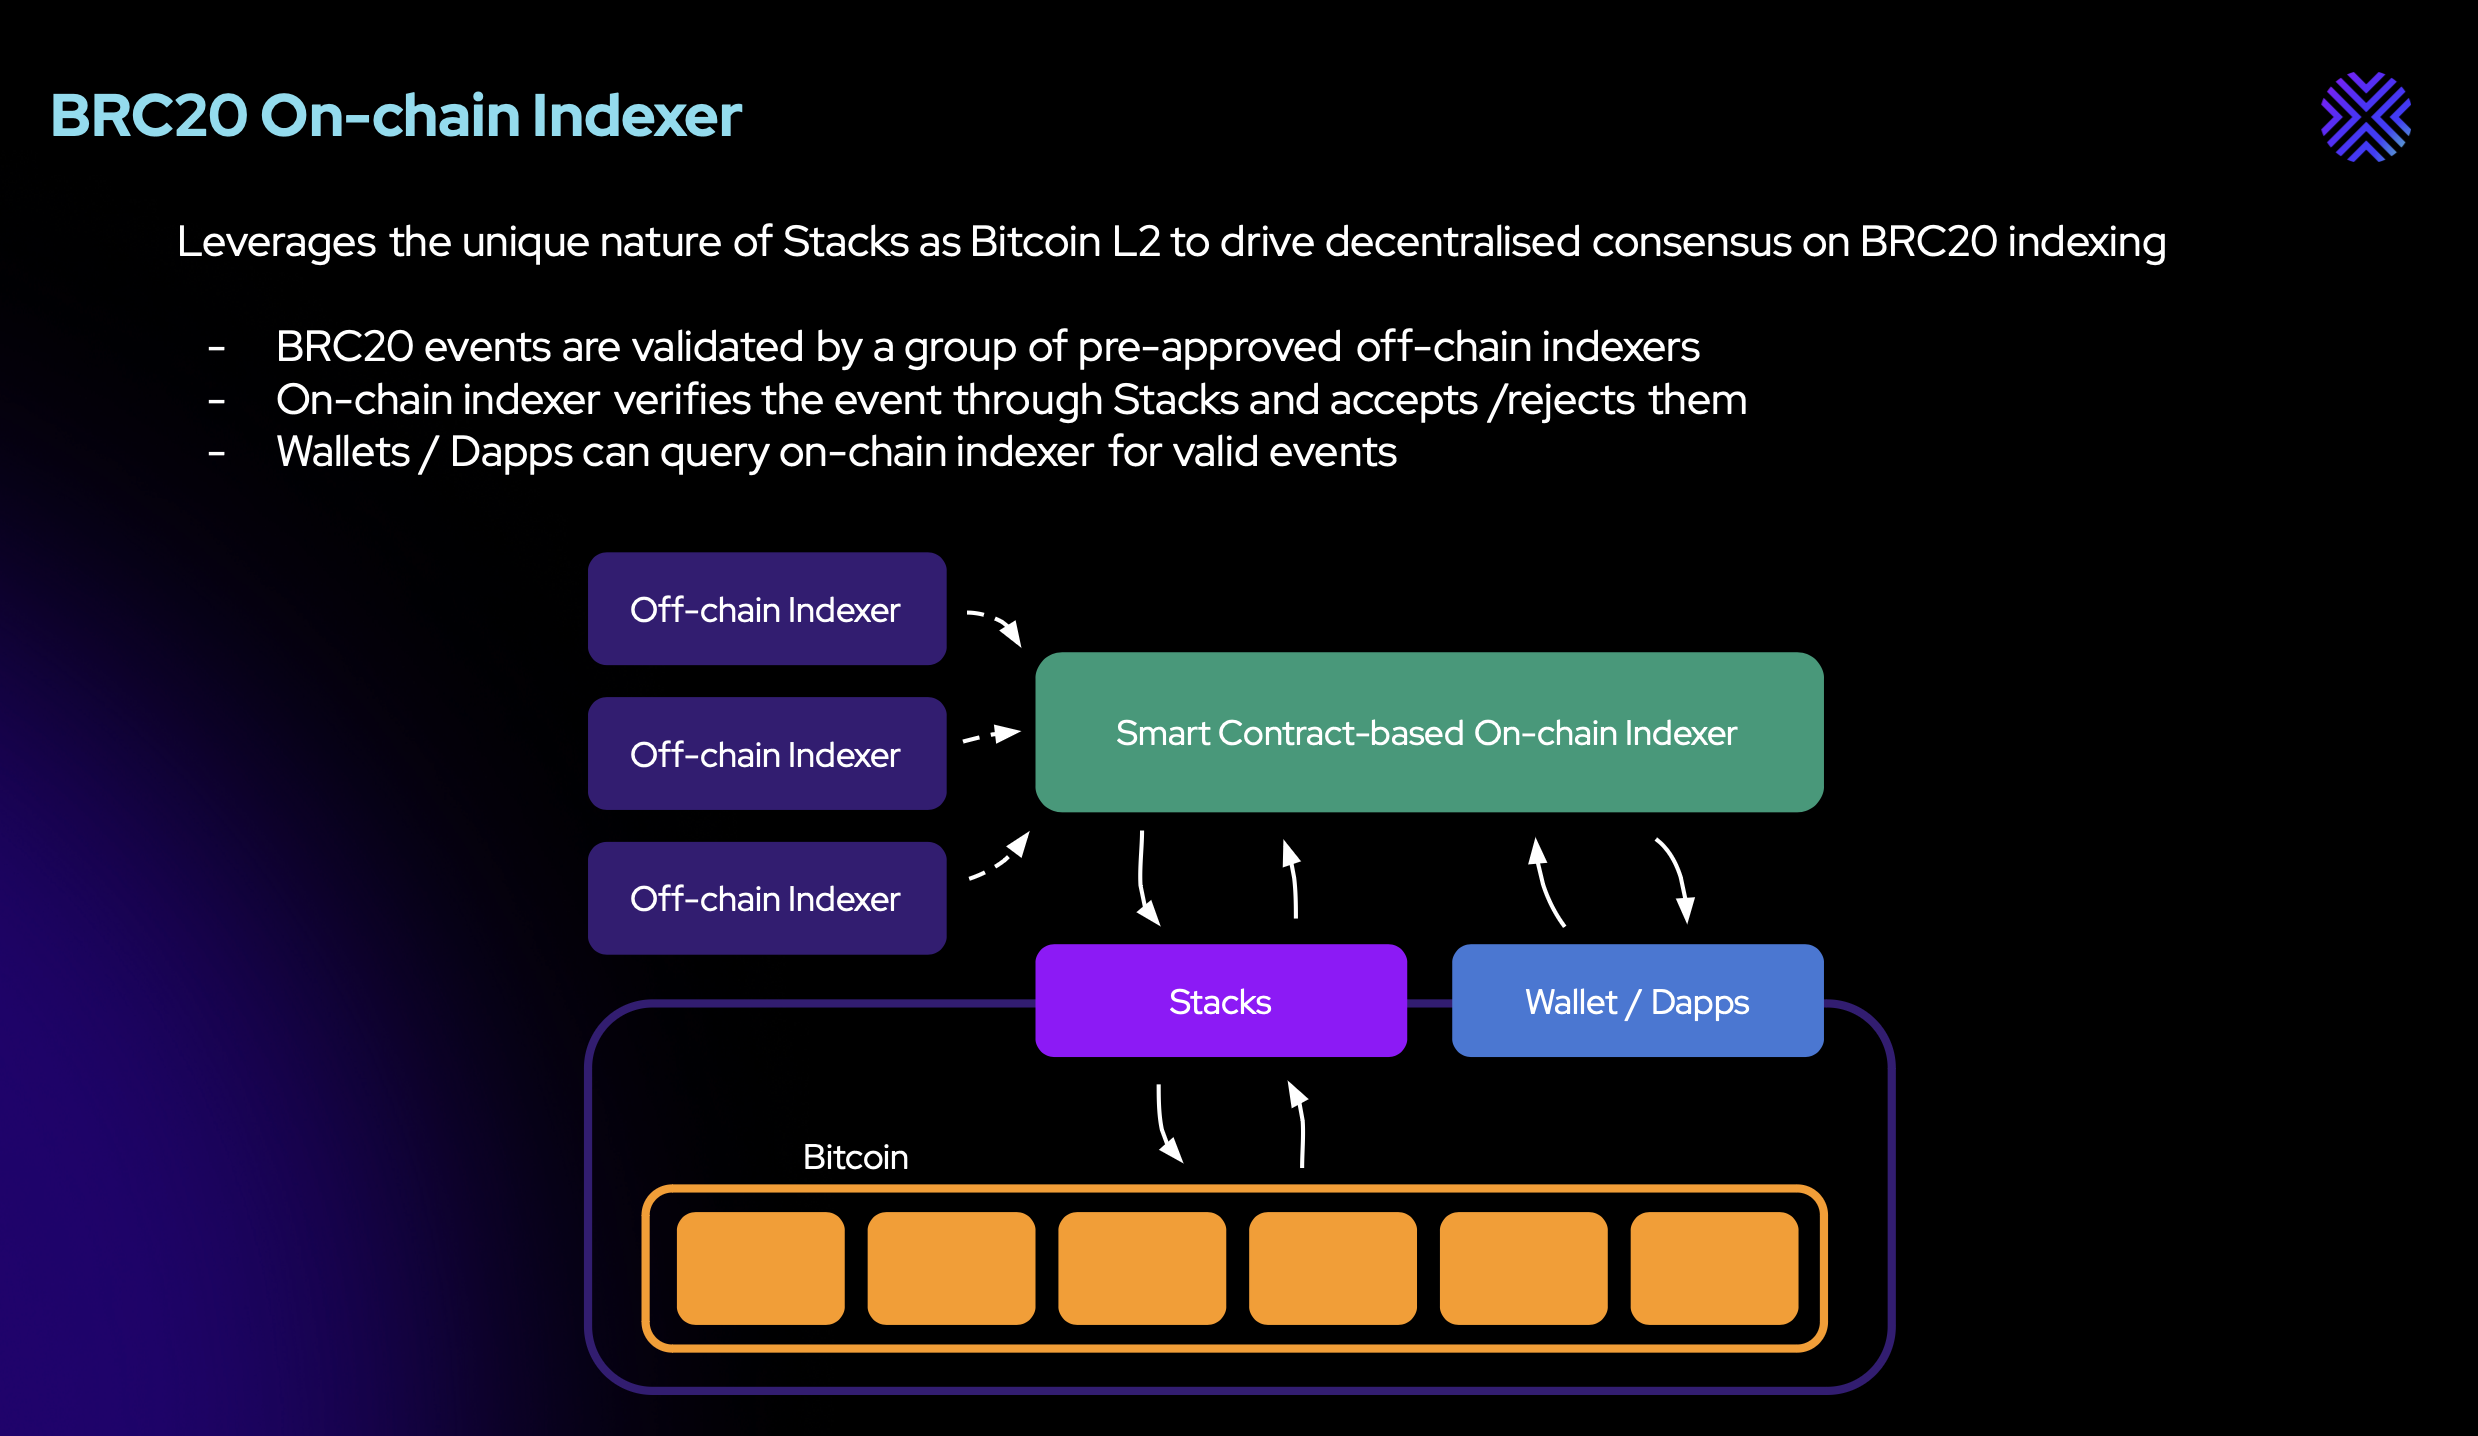 BRC20 On-chain Indexer
Leverages the unique nature of Stacks as Bitcoin L2 to drive decentralised consensus on BRC20 indexing
- BRC20 events are validated by a group of pre-approved off-chain indexers
- On-chain indexer verifies the event through Stacks and accepts /rejects them
- Wallets / Dapps can query on-chain indexer for valid events
Off-chain Indexer
Smart Contract-based On-chain Indexer
Off-chain Indexer
Off-chain Indexer
Stacks
Wallet / Dapps
Bitcoin